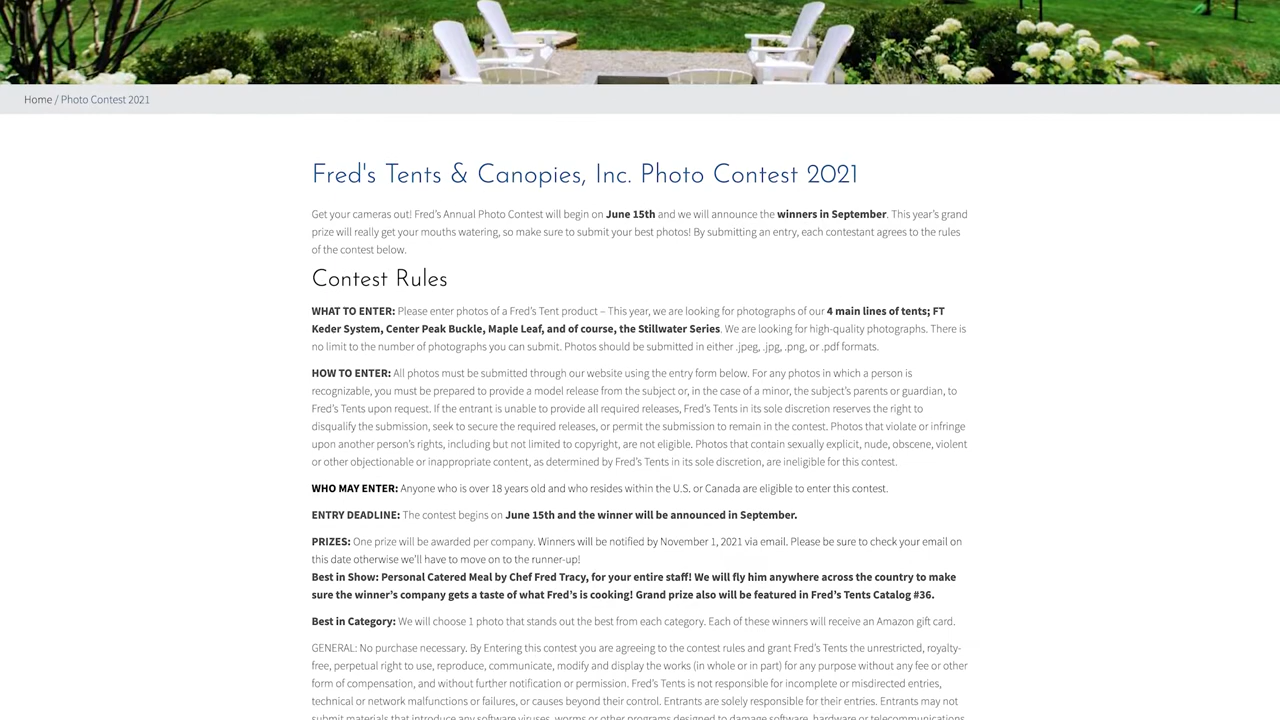 Home / Photo Contest 2021
Fred's Tents & Canopies, Inc. Photo Contest 2021
Get your cameras out! Fred's Annual Photo Contest will begin on June 15th and we will announce the winners in September. This year's grand
prize will really get your mouths watering, so make sure to submit your best photos! By submitting an entry, each contestant agrees to the rules
of the contest below.
Contest Rules
WHAT TO ENTER: Please enter photos of a Fred's Tent product – This year, we are looking for photographs of our 4 main lines of tents; FT
Keder System, Center Peak Buckle, Maple Leaf, and of course, the Stillwater Series. We are looking for high-quality photographs. There is
no limit to the number of photographs you can submit. Photos should be submitted in either .jpeg, .jpg, .png, or .pdf formats.
HOW TO ENTER: All photos must be submitted through our website using the entry form below. For any photos in which a person is
recognizable, you must be prepared to provide a model release from the subject or, in the case of a minor, the subject's parents or guardian, to
Fred's Tents upon request. If the entrant is unable to provide all required releases, Fred's Tents in its sole discretion reserves the right to
disqualify the submission, seek to secure the required releases, or permit the submission to remain in the contest. Photos that violate or infringe
upon another person's rights, including but not limited to copyright, are not eligible. Photos that contain sexually explicit, nude, obscene, violent
or other objectionable or inappropriate content, as determined by Fred's Tents in its sole discretion, are ineligible for this contest.
WHO MAY ENTER: Anyone who is over 18 years old and who resides within the U.S. or Canada are eligible to enter this contest.
ENTRY DEADLINE: The contest begins on June 15th and the winner will be announced in September.
PRIZES: One prize will be awarded per company. Winners will be notified by November 1, 2021 via email. Please be sure to check your email on
this date otherwise we'll have to move on to the runner-up!
Best in Show: Personal Catered Meal by Chef Fred Tracy, for your entire staff! We will fly him anywhere across the country to make
sure the winner's company gets a taste of what Fred's is cooking! Grand prize also will be featured in Fred's Tents Catalog #36.
Best in Category: We will choose 1 photo that stands out the best from each category. Each of these winners will receive an Amazon gift card.
GENERAL: No purchase necessary. By Entering this contest you are agreeing to the contest rules and grant Fred's Tents the unrestricted, royalty-
free, perpetual right to use, reproduce, communicate, modify and display the works (in whole or in part) for any purpose without any fee or other
form of compensation, and without further notification or permission. Fred's Tents is not responsible for incomplete or misdirected entries,
technical or network malfunctions or failures, or causes beyond their control. Entrants are solely responsible for their entries. Entrants may not
submit materials that introduce any software viruses, worms or other programs designed to damage software, hardware or telecommunications